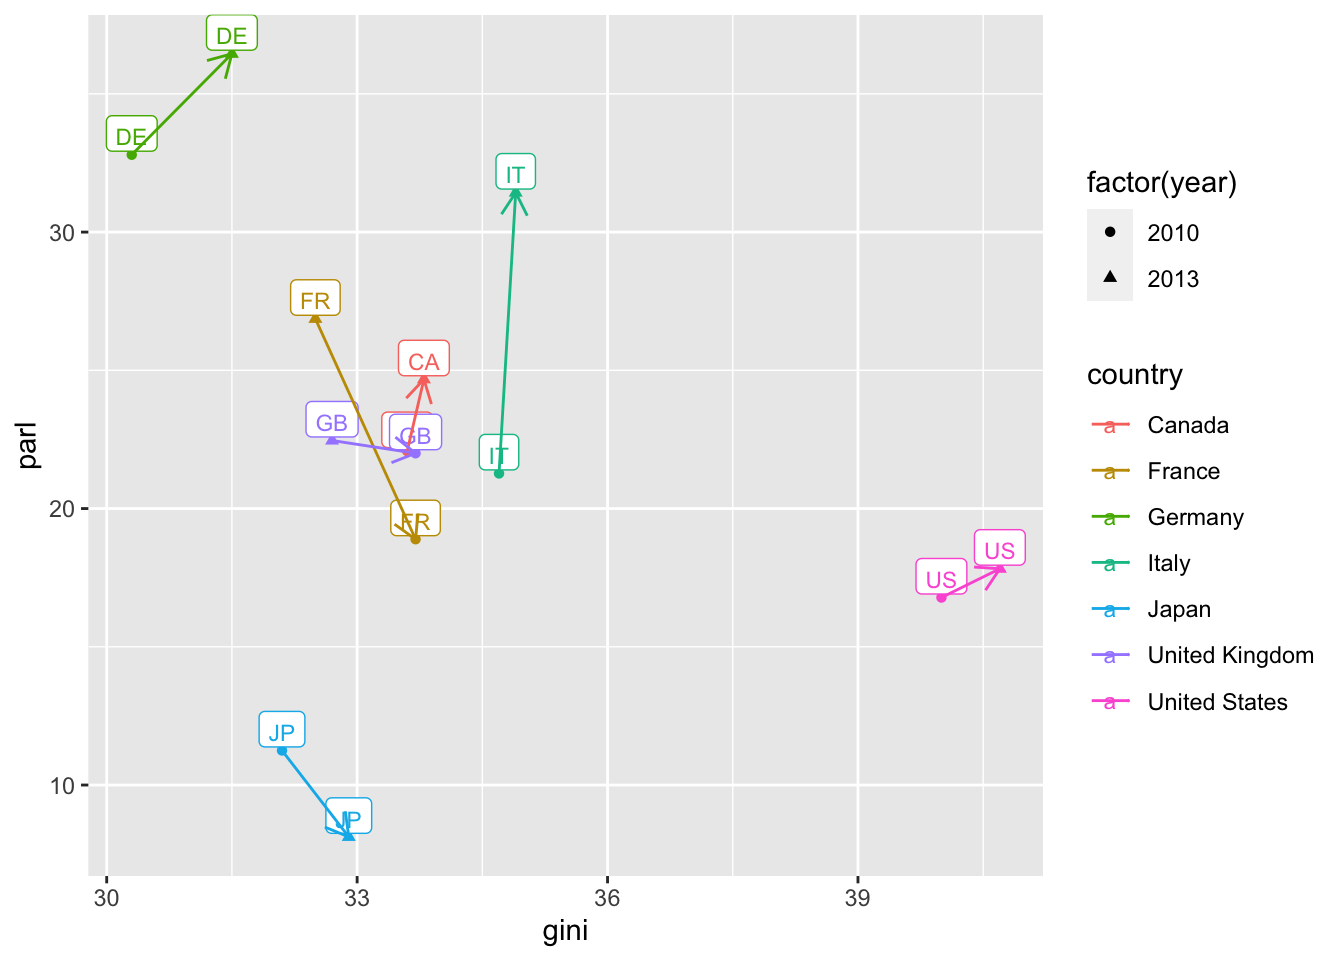 DE
DE
IT
30
FR
CA
GB
GB
IT
FR
20
US
US
JP
JP
10
30 33 36 39
gini
parl
factor(year)
2010
2013
country
a Canada
a France
a Germany
a Italy
a Japan
a United Kingdom
a United States